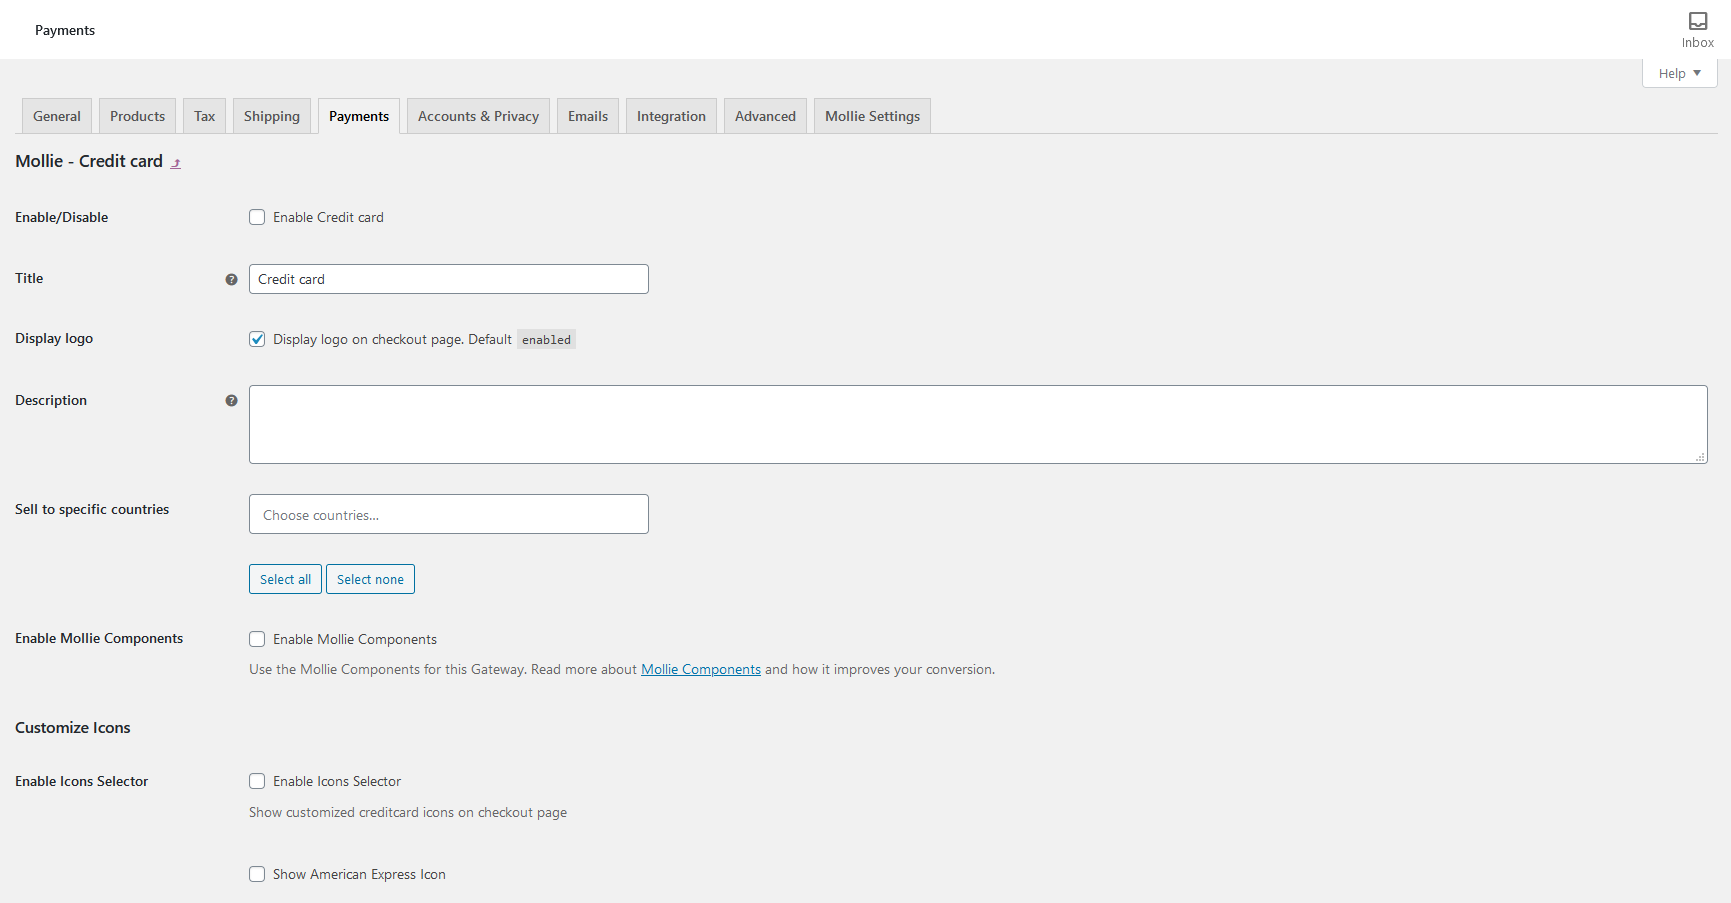 Payments
Inbox
Help
General Products Tax Shipping Payments Accounts & Privacy Emails Integration Advanced Mollie Settings
Mollie - Credit card
Enable/Disable Enable Credit card
Title Credit card
Display logo Display logo on checkout page. Default enabled
Description
Sell to specific countries Choose countries...
Select all Select none
Enable Mollie Components Enable Mollie Components
Use the Mollie Components for this Gateway. Read more about Mollie Components and how it improves your conversion.
Customize Icons
Enable Icons Selector Enable Icons Selector
Show customized creditcard icons on checkout page
Show American Express Icon